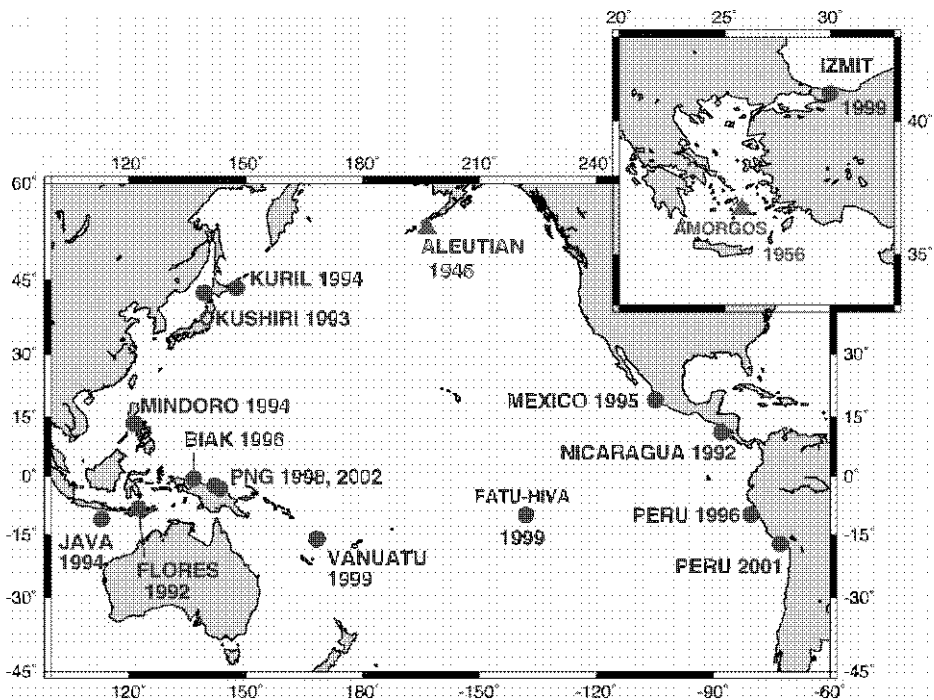 20° 25° 30°
IZMIT
1999
40°
AMORGOS
1956
35°
120° 150° 180° 210° 240°
60°
ALEUTIAN
1946
45°
KURIL 1994
OKUSHIRI 1993
30° 30°
MEXICO 1995
15° 15°
MINDORO 1994
BIAK 1996
NICARAGUA 1992
0° 0°
PNG 1998, 2002
FATU-HIVA
1999
PERU 1996
-15° -15°
JAVA
1994
FLORES
1992
VANUATU
1999
PERU 2001
-30° -30°
-45° -45°
120° 150° 180° -150° -120° -90° -60°